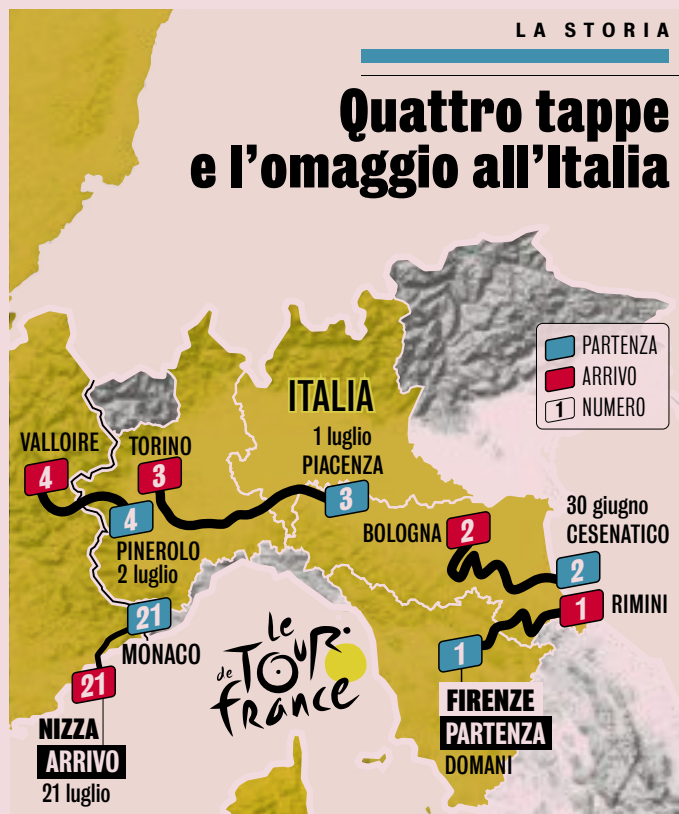 LA STORIA
Quattro tappe
e l'omaggio all'Italia
PARTENZA
ARRIVO
1 NUMERO
ITALIA
1 luglio
PIACENZA
3
VALLOIRE
4
TORINO
3
4
PINEROLO
2 luglio
BOLOGNA
2
30 giugno
CESENATICO
2
1
RIMINI
21
MONACO
21
NIZZA
ARRIVO
21 luglio
Le
de TOUR
france
1
FIRENZE
PARTENZA
DOMANI